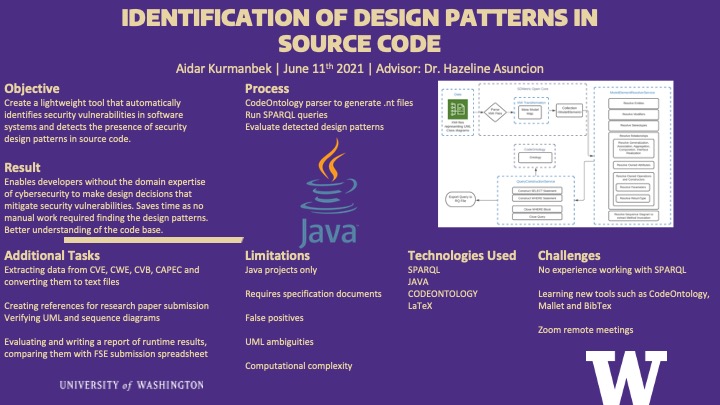 IDENTIFICATION OF DESIGN PATTERNS IN
SOURCE CODE
Aidar Kurmanbek | June 11th 2021 | Advisor: Dr. Hazeline Asuncion
Objective
Create a lightweight tool that automatically
identifies security vulnerabilities in software
systems and detects the presence of security
design patterns in source code.
Result
Enables developers without the domain expertise
of cybersecurity to make design decisions that
mitigate security vulnerabilities. Saves time as no
manual work required finding the design patterns.
Better understanding of the code base.
Process
CodeOntology parser to generate .nt files
Run SPARQL queries
Evaluate detected design patterns
Java
Additional Tasks
Extracting data from CVE, CWE, CVB, CAPEC and
converting them to text files
Creating references for research paper submission
Verifying UML and sequence diagrams
Evaluating and writing a report of runtime results,
comparing them with FSE submission spreadsheet
Limitations
Java projects only
Requires specification documents
False positives
UML ambiguities
Computational complexity
Technologies Used
SPARQL
JAVA
CODEONTOLOGY
LaTeX
Challenges
No experience working with SPARQL
Learning new tools such as CodeOntology,
Mallet and BibTex
Zoom remote meetings
UNIVERSITY of WASHINGTON
W